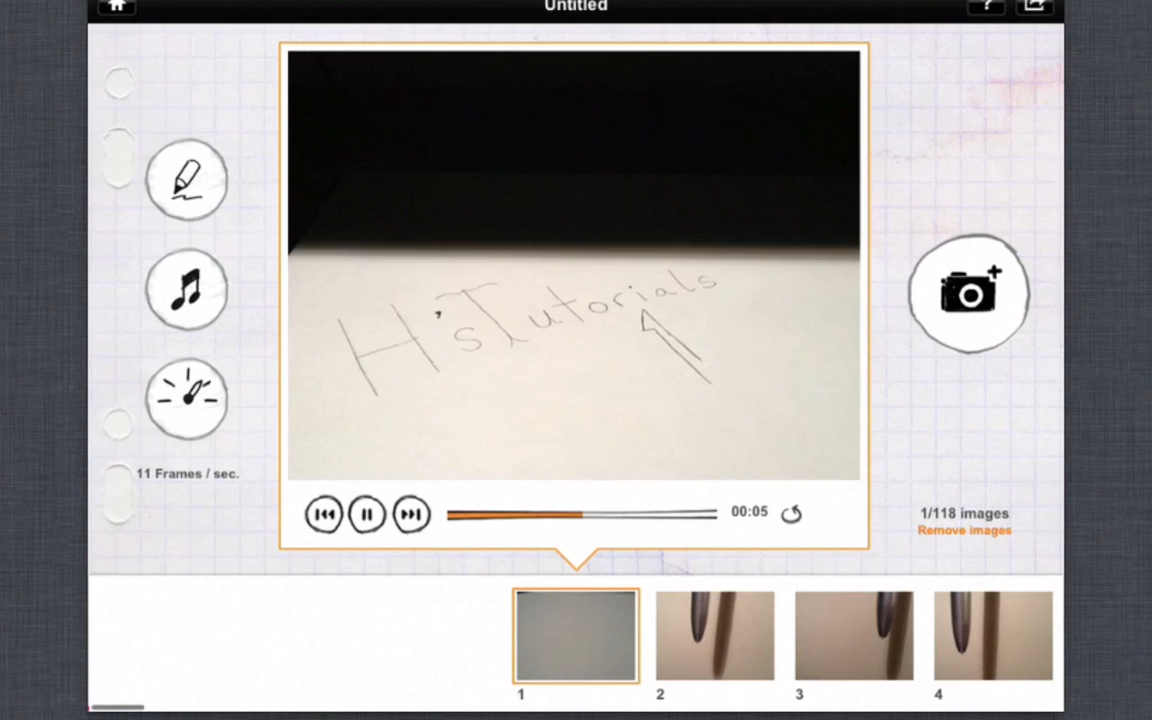 Untitled
?
H'sTutorials
11 Frames / sec.
00:05
1/118 images
Remove images
1
2
3
4